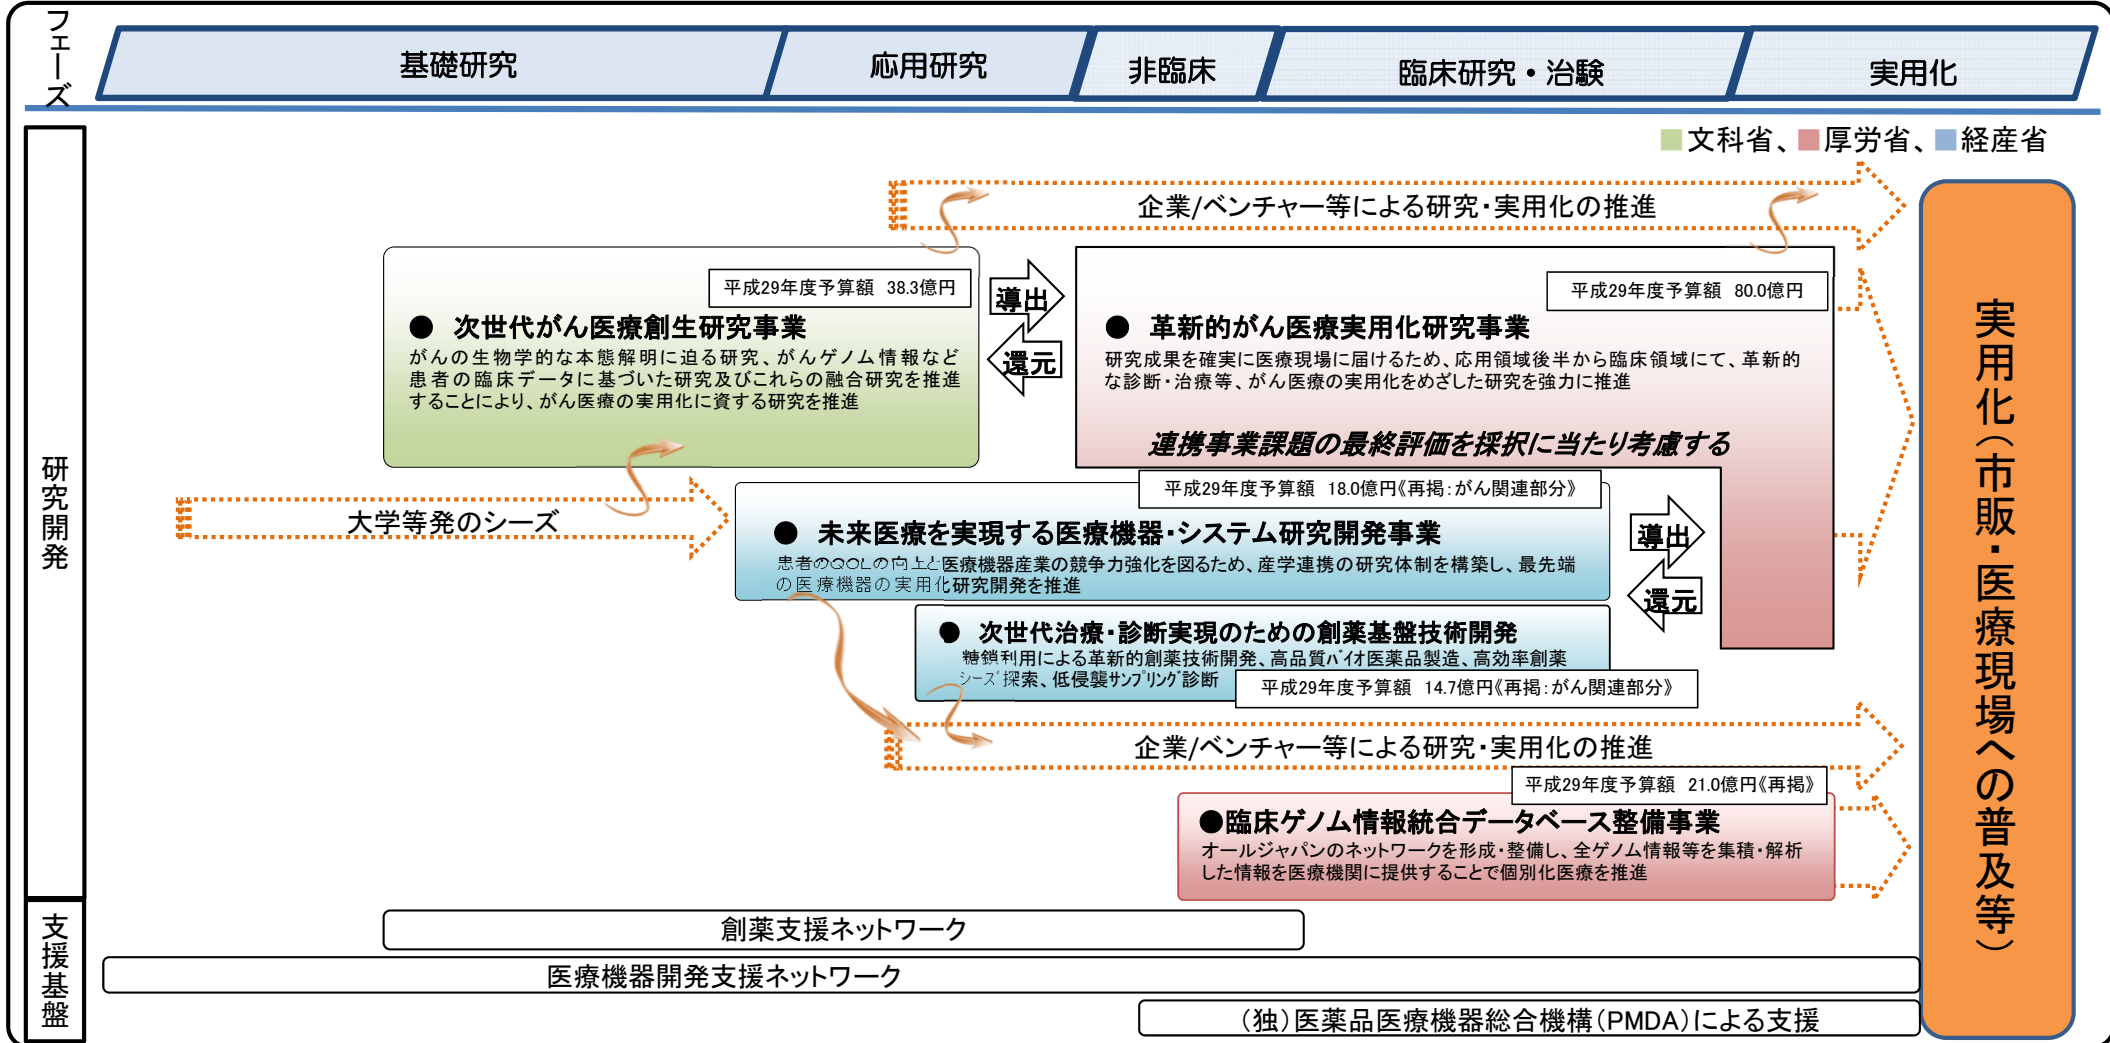 フェーズ
基礎研究
応用研究
非臨床
臨床研究・治験
実用化
文科省、
厚労省、
経産省
研究開発
企業/ベンチャー等による研究・実用化の推進
平成29年度予算額 38.3億円
● 次世代がん医療創生研究事業
がんの生物学的な本態解明に迫る研究、がんゲノム情報など
患者の臨床データに基づいた研究及びこれらの融合研究を推進
することにより、がん医療の実用化に資する研究を推進
導出
還元
平成29年度予算額 80.0億円
● 革新的がん医療実用化研究事業
研究成果を確実に医療現場に届けるため、応用領域後半から臨床領域にて、革新的
な診断・治療等、がん医療の実用化をめざした研究を強力に推進
連携事業課題の最終評価を採択に当たり考慮する
大学等発のシーズ
平成29年度予算額 18.0億円《再掲：がん関連部分》
● 未来医療を実現する医療機器・システム研究開発事業
患者のQOLの向上と医療機器産業の競争力強化を図るため、産学連携の研究体制を構築し、最先端
の医療機器の実用化研究開発を推進
導出
還元
● 次世代治療・診断実現のための創薬基盤技術開発
糖鎖利用による革新的創薬技術開発、高品質バイオ医薬品製造、高効率創薬
シーズ探索、低侵襲サンプリング診断
平成29年度予算額 14.7億円《再掲：がん関連部分》
企業/ベンチャー等による研究・実用化の推進
平成29年度予算額 21.0億円《再掲》
●臨床ゲノム情報統合データベース整備事業
オールジャパンのネットワークを形成・整備し、全ゲノム情報等を集積・解析
した情報を医療機関に提供することで個別化医療を推進
実用化（市販・医療現場への普及等）
支援基盤
創薬支援ネットワーク
医療機器開発支援ネットワーク
（独）医薬品医療機器総合機構（PMDA）による支援